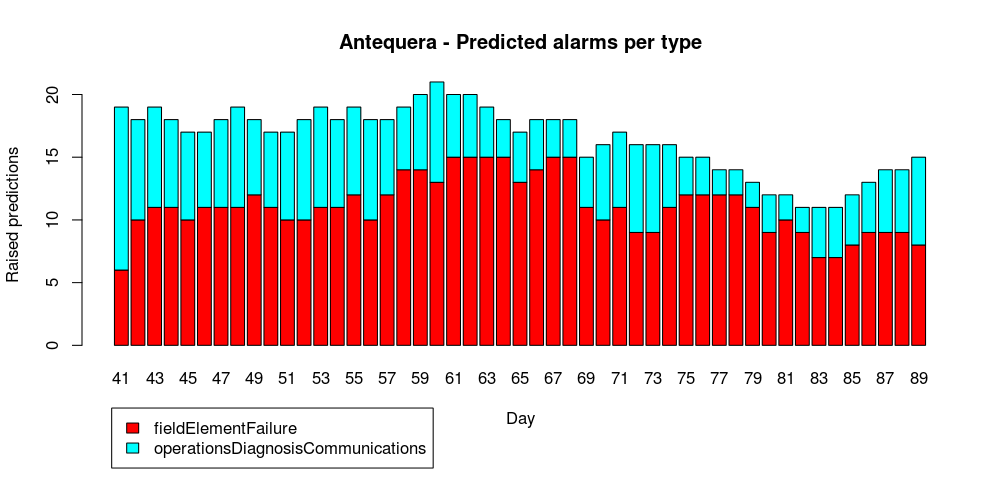 Antequera - Predicted alarms per type
Raised predictions
20
15
10
5
0
41 43 45 47 49 51 53 55 57 59 61 63 65 67 69 71 73 75 77 79 81 83 85 87 89
Day
fieldElementFailure
operationsDiagnosisCommunications